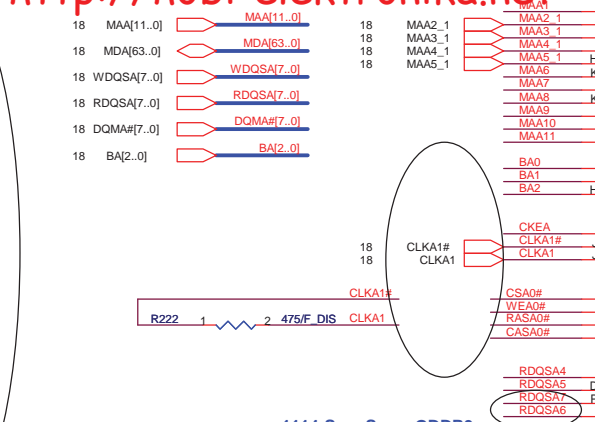 18 MAA[11..0] MAA[11..0]
18 MDA[63..0] MDA[63..0]
18 WDQSA[7..0] WDQSA[7..0]
18 RDQSA[7..0] RDQSA[7..0]
18 DQMA#[7..0] DQMA#[7..0]
18 BA[2..0] BA[2..0]
18 MAA2_1
18 MAA3_1
18 MAA4_1
18 MAA5_1
MAA1
MAA2_1
MAA3_1
MAA4_1
MAA5_1
MAA6
MAA7
MAA8
MAA9
MAA10
MAA11
BA0
BA1
BA2
18 CLKA1#
18 CLKA1
CKEA
CLKA1#
CLKA1
CLKA1#
R222 1 2 475/F_DIS CLKA1
CSA0#
WEA0#
RASA0#
CASA0#
RDQSA4
RDQSA5
RDQSA7
RDQSA6